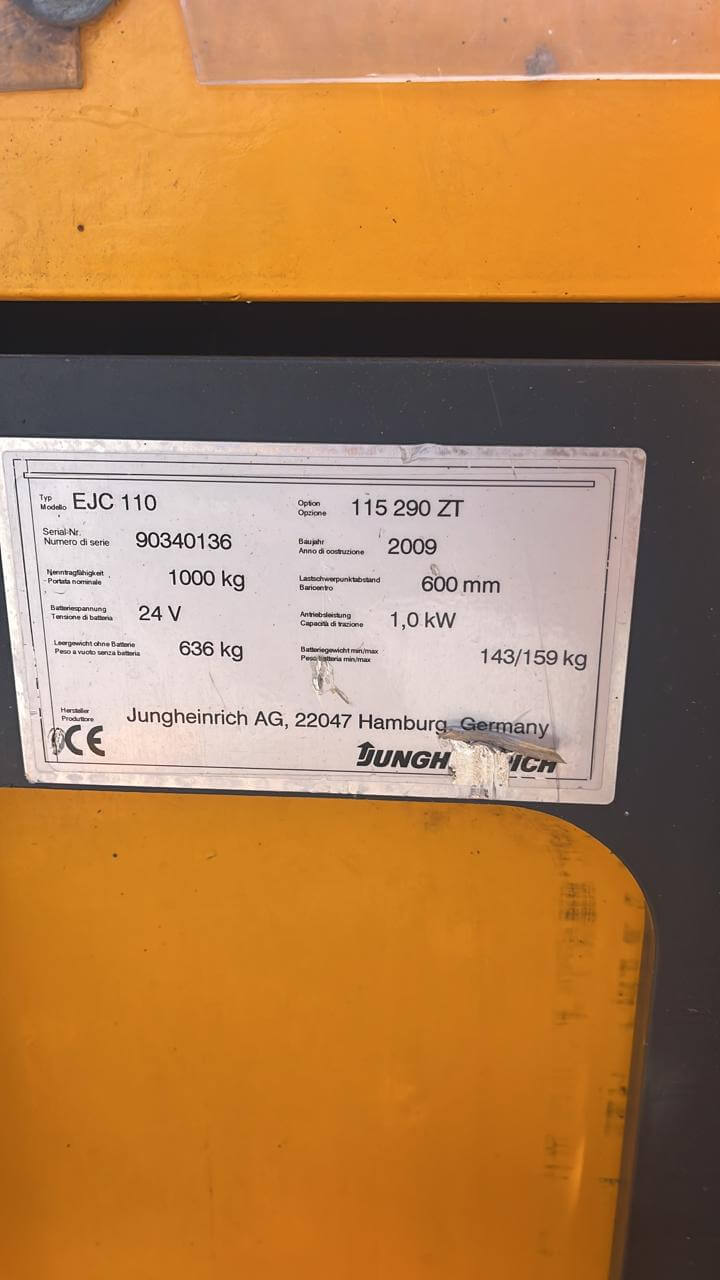 Typ
Modello EJC 110
Option
Opzione 115 290 ZT
Serial-Nr.
Numero di serie 90340136
Baujahr
Anno di costruzione 2009
Nenntragfähigkeit
Portata nominale 1000 kg
Lastschwerpunktabstand
Baricentro 600 mm
Batteriespannung
Tensione di batteria 24 V
Antriebsleistung
Capacità di trazione 1,0 kW
Leergewicht ohne Batterie
Peso a vuoto senza batteria 636 kg
Batteriegewicht min/max
Peso batteria min/max 143/159 kg
Hersteller
Produttore Jungheinrich AG, 22047 Hamburg, Germany
CE